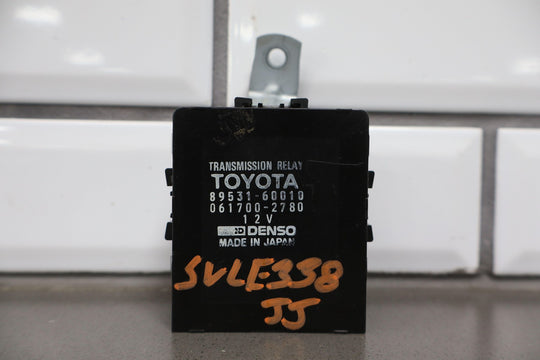 TRANSMISSION RELAY
TOYOTA
89531-60010
061700-2780
12V
DENSO
MADE IN JAPAN
SVLE338
JJ